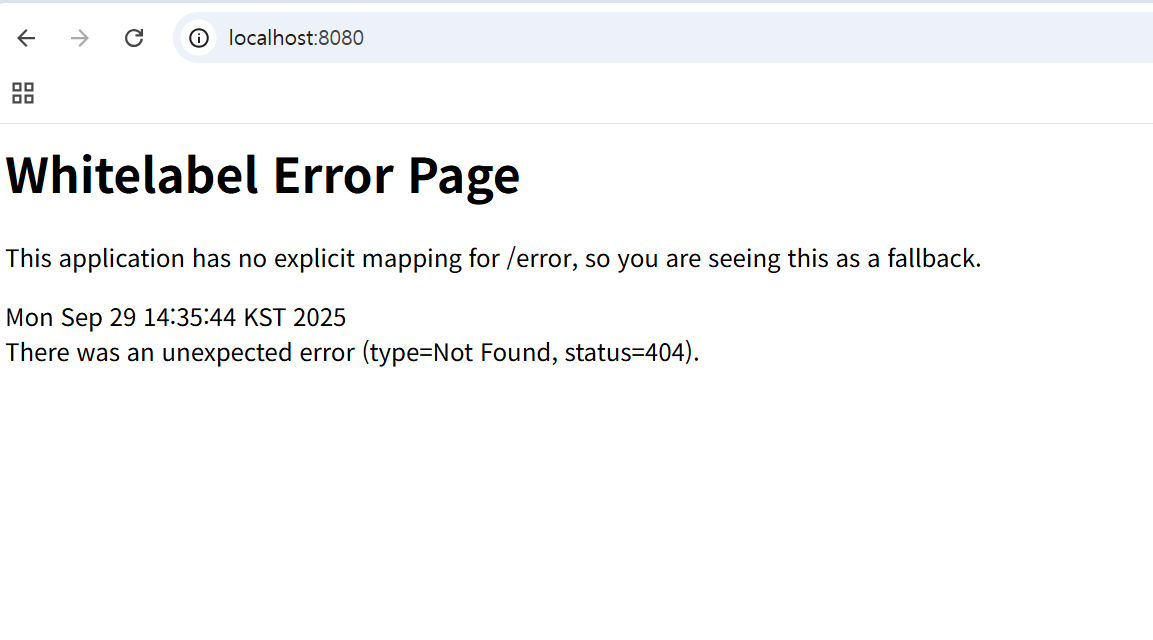 localhost:8080
Whitelabel Error Page
This application has no explicit mapping for /error, so you are seeing this as a fallback.
Mon Sep 29 14:35:44 KST 2025
There was an unexpected error (type=Not Found, status=404).